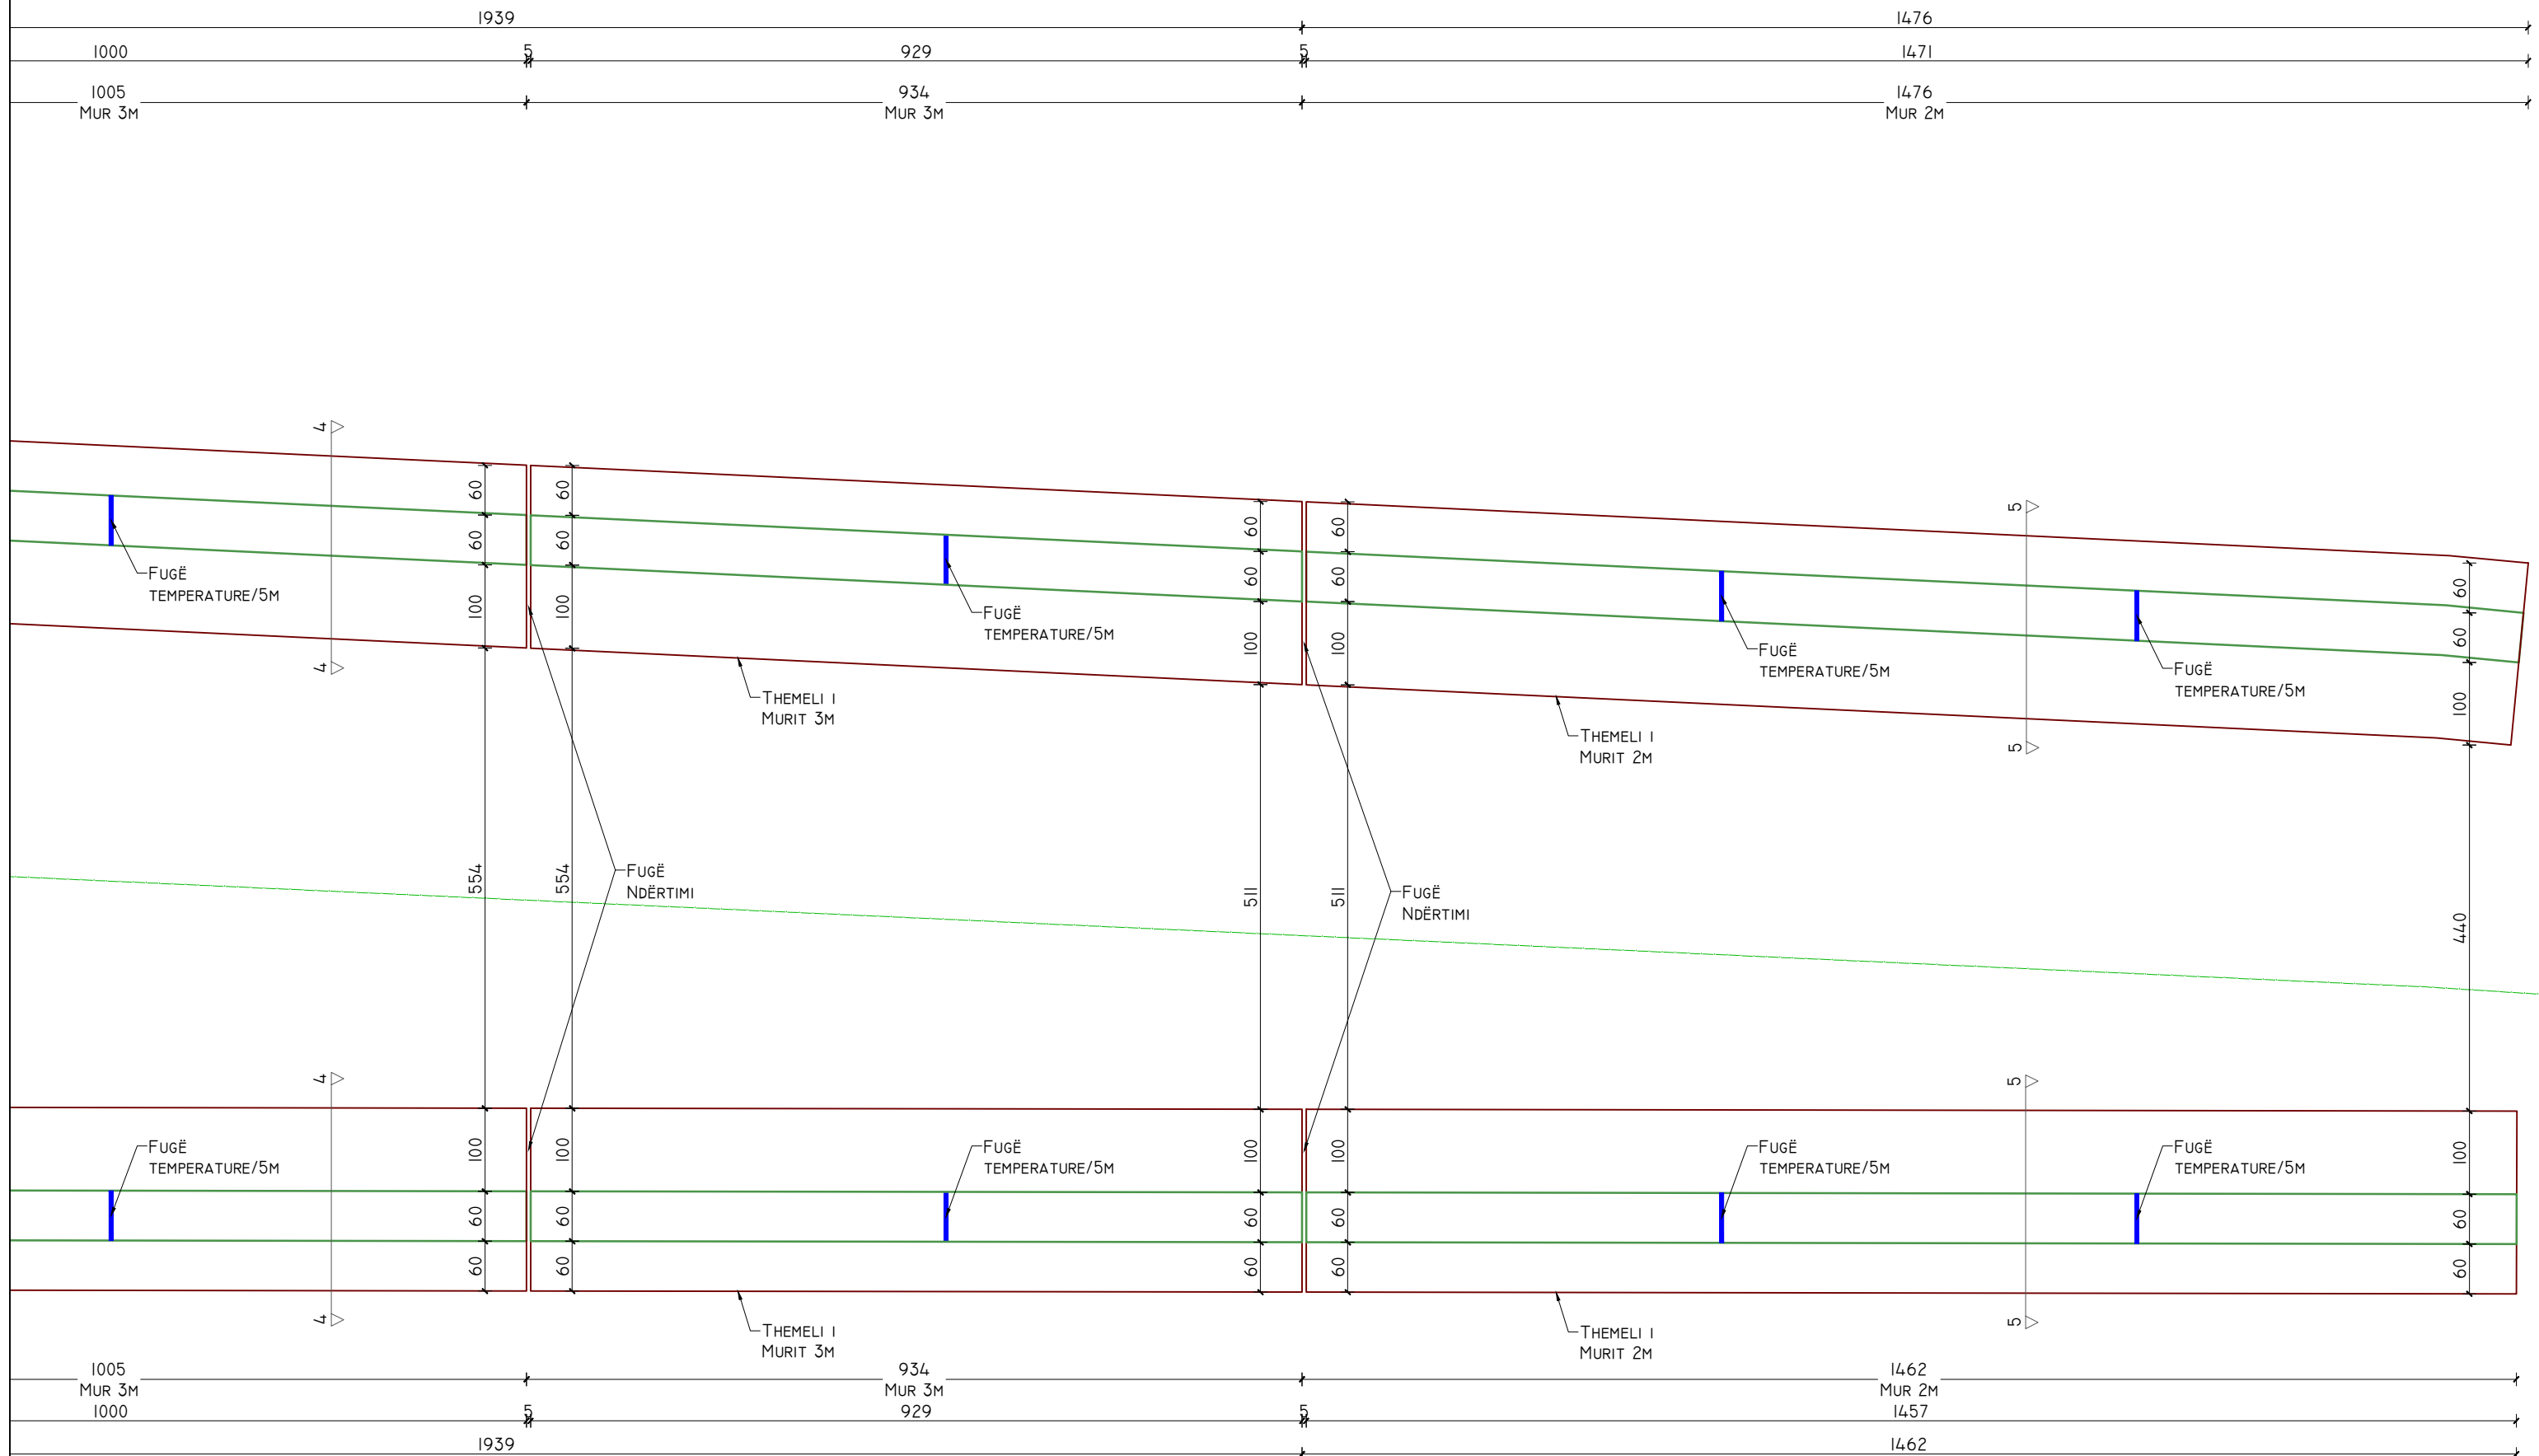 1939 1476
1000 5 929 5 1471
1005 934 1476
MUR 3M MUR 3M MUR 2M
4 5
60 60 60 60
60 60 60 60 60
60 60
100 100 100 100 100
FUGË
TEMPERATURE/5M
FUGË
TEMPERATURE/5M
FUGË
TEMPERATURE/5M
FUGË
TEMPERATURE/5M
4 5
THEMELI I
MURIT 3M
THEMELI I
MURIT 2M
554 554 511 511 440
FUGË
NDËRTIMI
FUGË
NDËRTIMI
4 5
FUGË
TEMPERATURE/5M
FUGË
TEMPERATURE/5M
FUGË
TEMPERATURE/5M
FUGË
TEMPERATURE/5M
100 100 100 100 100
60 60 60 60 60
60 60 60 60 60
4 5
THEMELI I
MURIT 3M
THEMELI I
MURIT 2M
1005 934 1462
MUR 3M MUR 3M MUR 2M
1000 5 929 5 1457
1939 1462